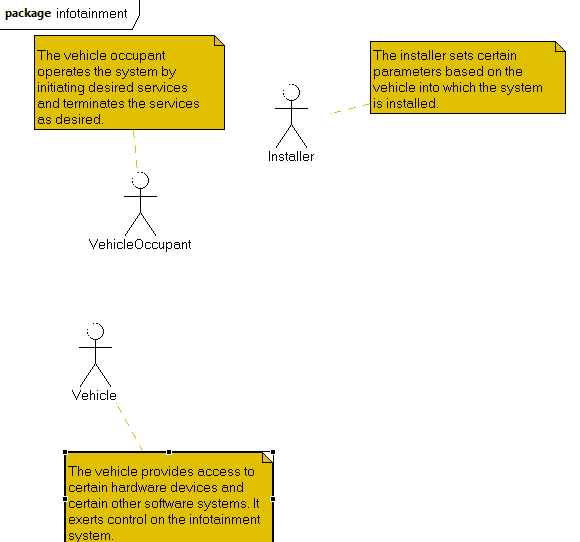 package infotainment
The vehicle occupant
operates the system by
initiating desired services
and terminates the services
as desired.
The installer sets certain
parameters based on the
vehicle into which the system
is installed.
Installer
VehicleOccupant
Vehicle
The vehicle provides access to
certain hardware devices and
certain other software systems. It
exerts control on the infotainment
system.